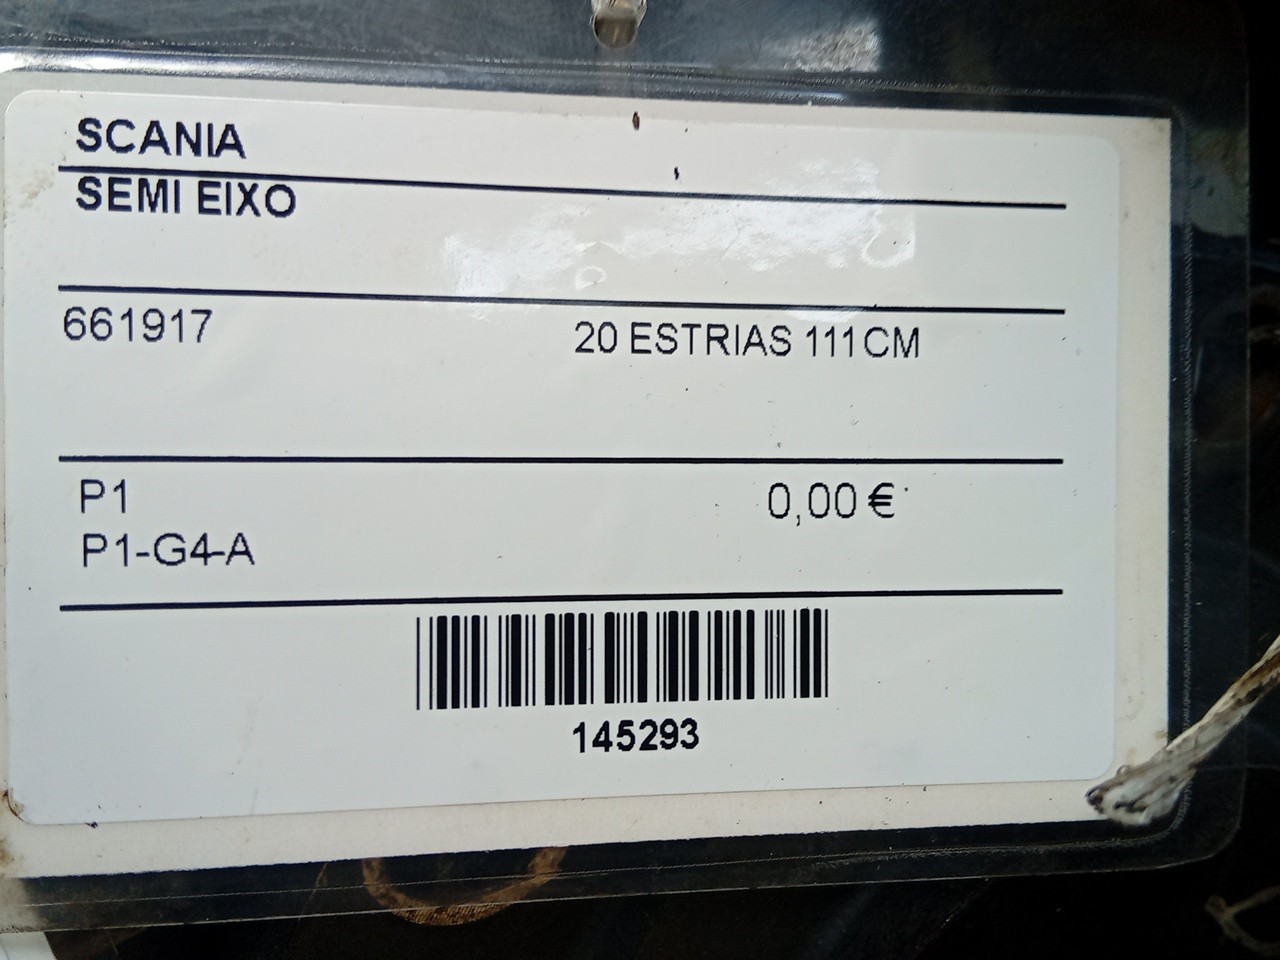 SCANIA
SEMI EIXO
661917 20 ESTRIAS 111CM
P1 0,00 €
P1-G4-A
145293